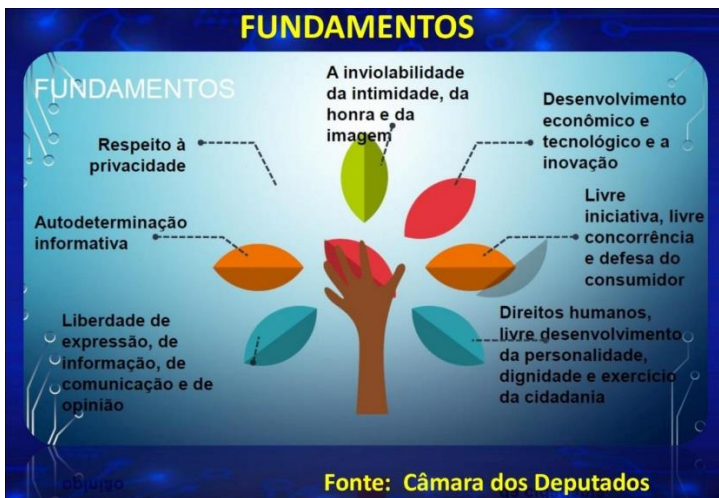 FUNDAMENTOS
FUNDAMENTOS
A inviolabilidade
da intimidade, da
honra e da
imagem
Respeito à
privacidade
Desenvolvimento
econômico e
tecnológico e a
inovação
Autodeterminação
informativa
Livre
iniciativa, livre
concorrência
e defesa do
consumidor
Liberdade de
expressão, de
informação, de
comunicação e de
opinião
Direitos humanos,
livre desenvolvimento
da personalidade,
dignidade e exercício
da cidadania
Fonte: Câmara dos Deputados